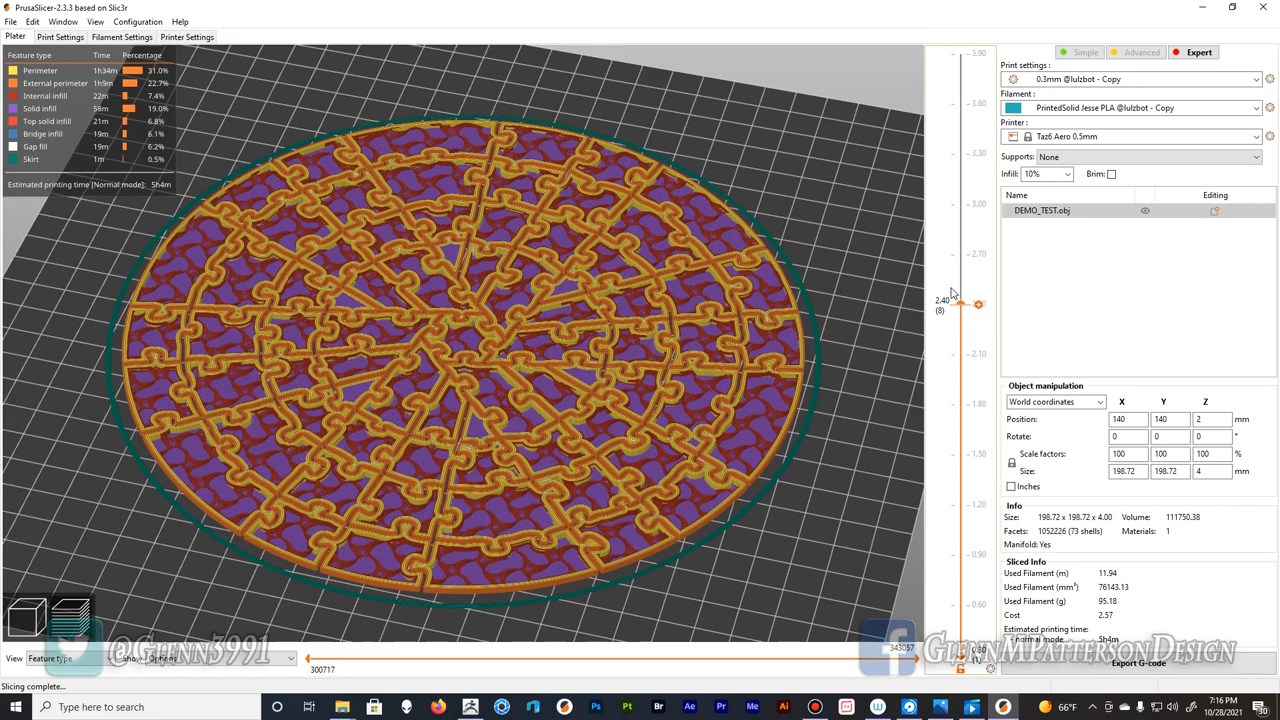 PrusaSlicer-2.3.3 based on Slic3r
File Edit Window View Configuration Help
Plater Print Settings Filament Settings Printer Settings
Feature type Time Percentage
Perimeter 1h34m 31.0%
External perimeter 1h9m 22.7%
Internal infill 22m 7.4%
Solid infill 58m 19.0%
Top solid infill 21m 6.8%
Bridge infill 19m 6.1%
Gap fill 19m 6.2%
Skirt 1m 0.5%
Estimated printing time [Normal mode]: 5h4m
3.90
3.60
3.30
3.00
2.70
2.40
(8)
2.10
1.80
1.50
1.20
0.90
0.60
0.30
(1)
Simple Advanced Expert
Print settings :
0.3mm @lulzbot - Copy
Filament :
PrintedSolid Jesse PLA @lulzbot - Copy
Printer :
Taz6 Aero 0.5mm
Supports: None
Infill: 10% Brim:
Name Editing
DEMO_TEST.obj
Object manipulation
World coordinates X Y Z
Position: 140 140 2 mm
Rotate: 0 0 0 °
Scale factors: 100 100 100 %
Size: 198.72 198.72 4 mm
Inches
Info
Size: 198.72 x 198.72 x 4.00 Volume: 111750.38
Facets: 1052226 (73 shells) Materials: 1
Manifold: Yes
Sliced Info
Used Filament (m) 11.94
Used Filament (mm³) 76143.13
Used Filament (g) 95.18
Cost 2.57
Estimated printing time:
- normal mode 5h4m
Export G-code
@Glenn3991
GlennMPattersonDesign
View Feature type Show Options
300717
343057
Slicing complete...
Type here to search
66°F
7:16 PM
10/28/2021